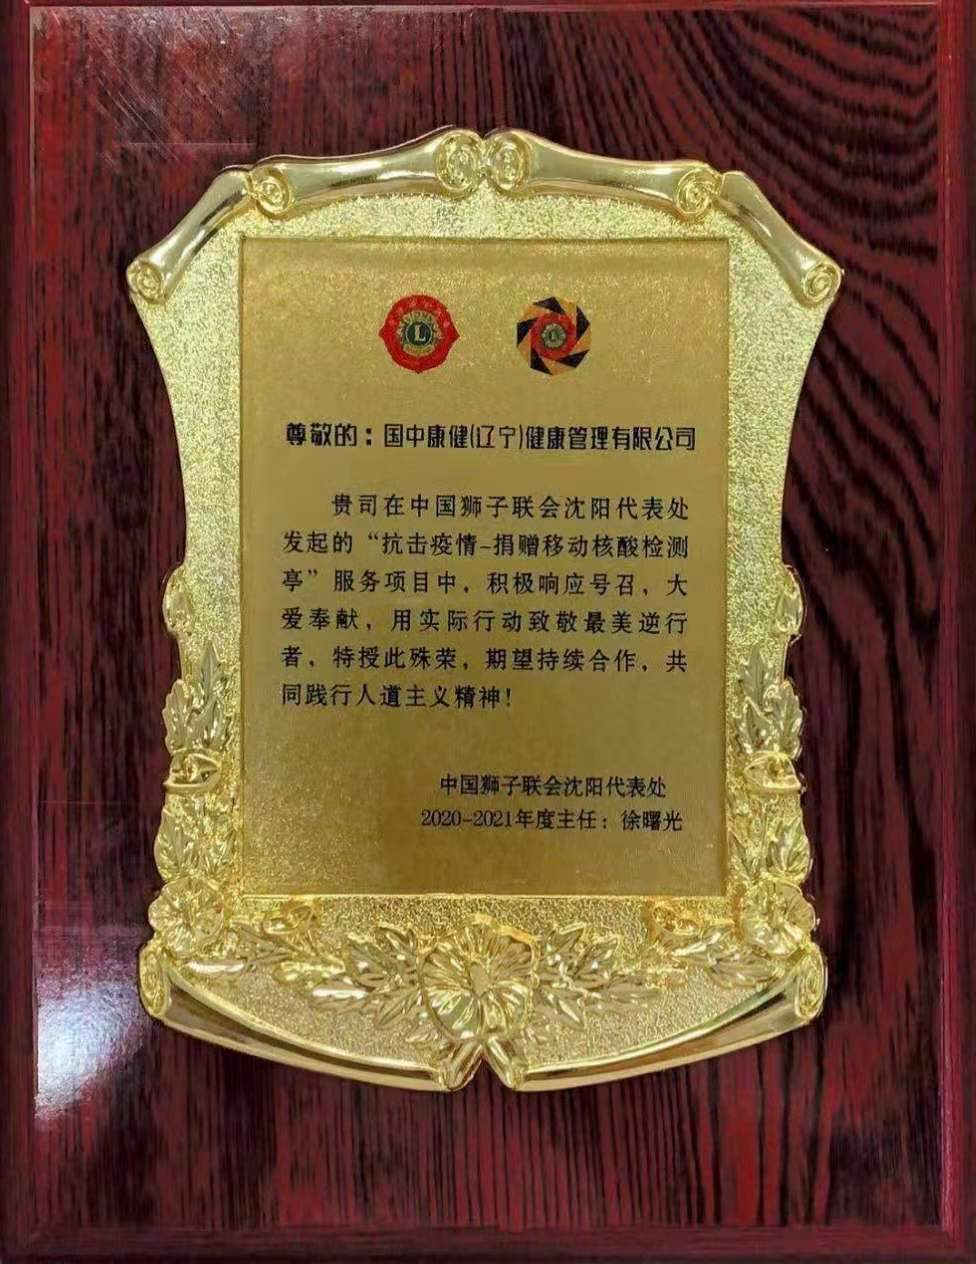 尊敬的：国中康健(辽宁)健康管理有限公司
贵司在中国狮子联会沈阳代表处
发起的“抗击疫情-捐赠移动核酸检测
亭”服务项目中，积极响应号召，大
爱奉献，用实际行动致敬最美逆行
者，特授此殊荣，期望持续合作，共
同践行人道主义精神！
中国狮子联会沈阳代表处
2020-2021年度主任：徐曙光